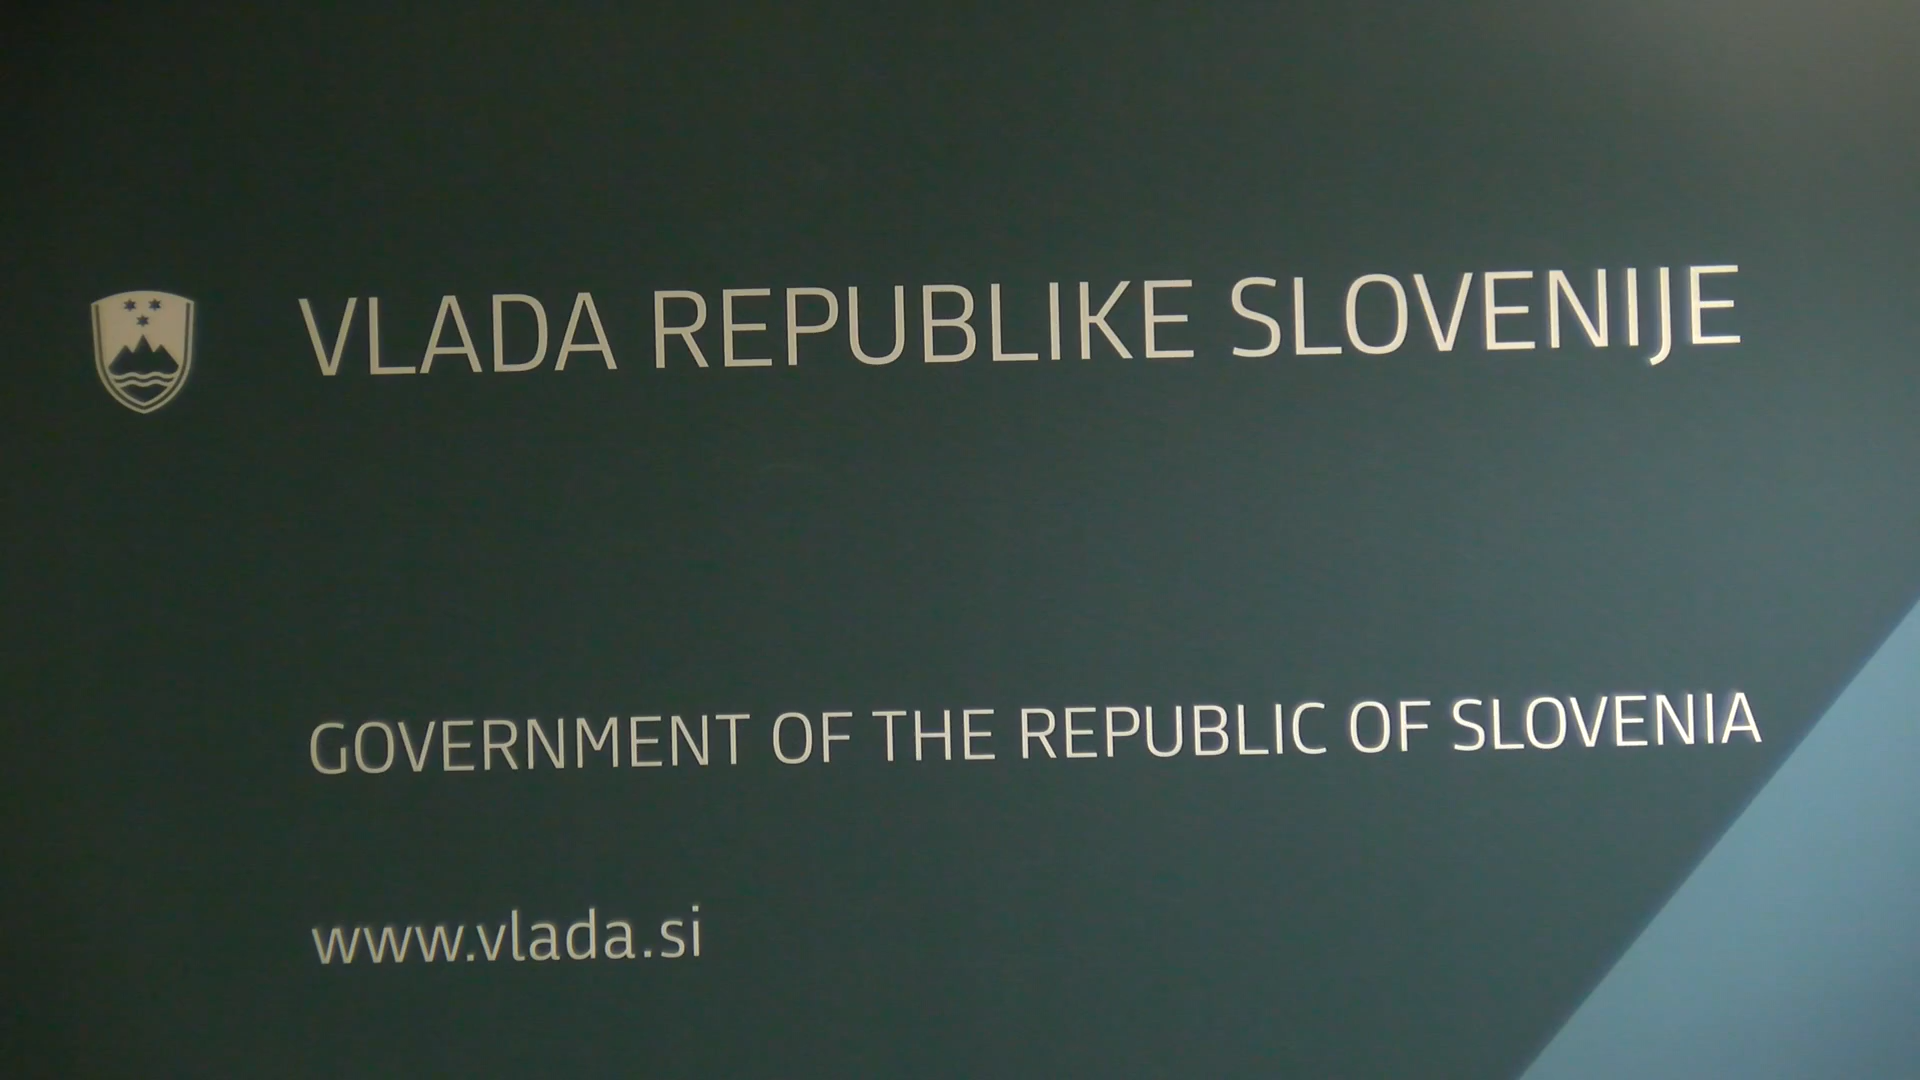 VLADA REPUBLIKE SLOVENIJE
GOVERNMENT OF THE REPUBLIC OF SLOVENIA
www.vlada.si